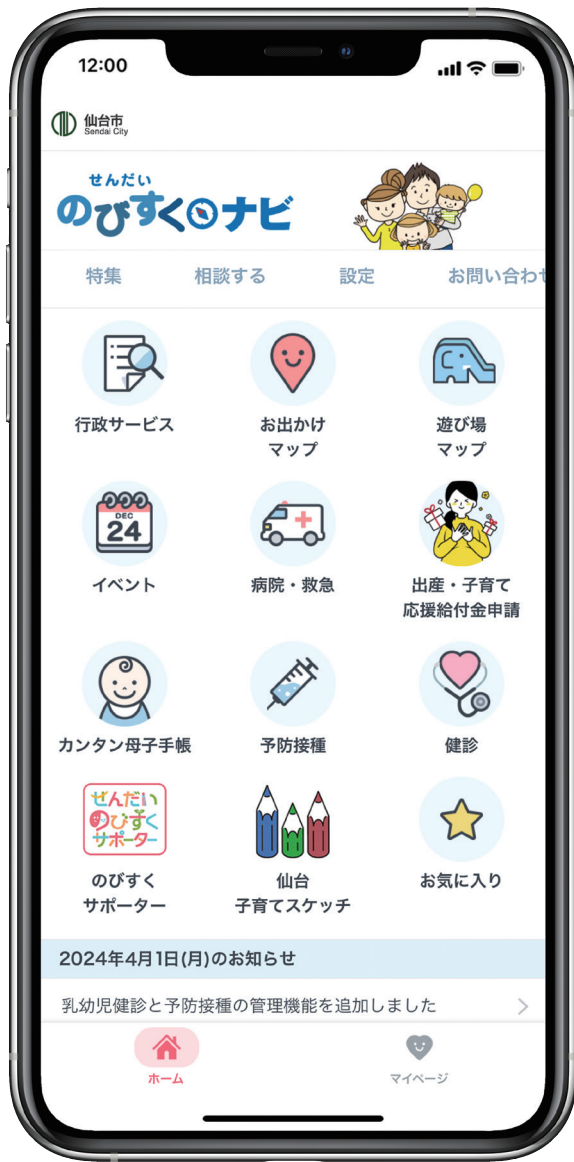 12:00
仙台市
Sendai City
せんだい
のびすくナビ
特集 相談する 設定 お問い合わせ
行政サービス
お出かけ
マップ
遊び場
マップ
DEC
24
イベント
病院・救急
出産・子育て
応援給付金申請
カンタン母子手帳
予防接種
健診
せんだい
のびすく
サポーター
のびすく
サポーター
仙台
子育てスケッチ
お気に入り
2024年4月1日(月)のお知らせ
乳幼児健診と予防接種の管理機能を追加しました
ホーム
マイページ